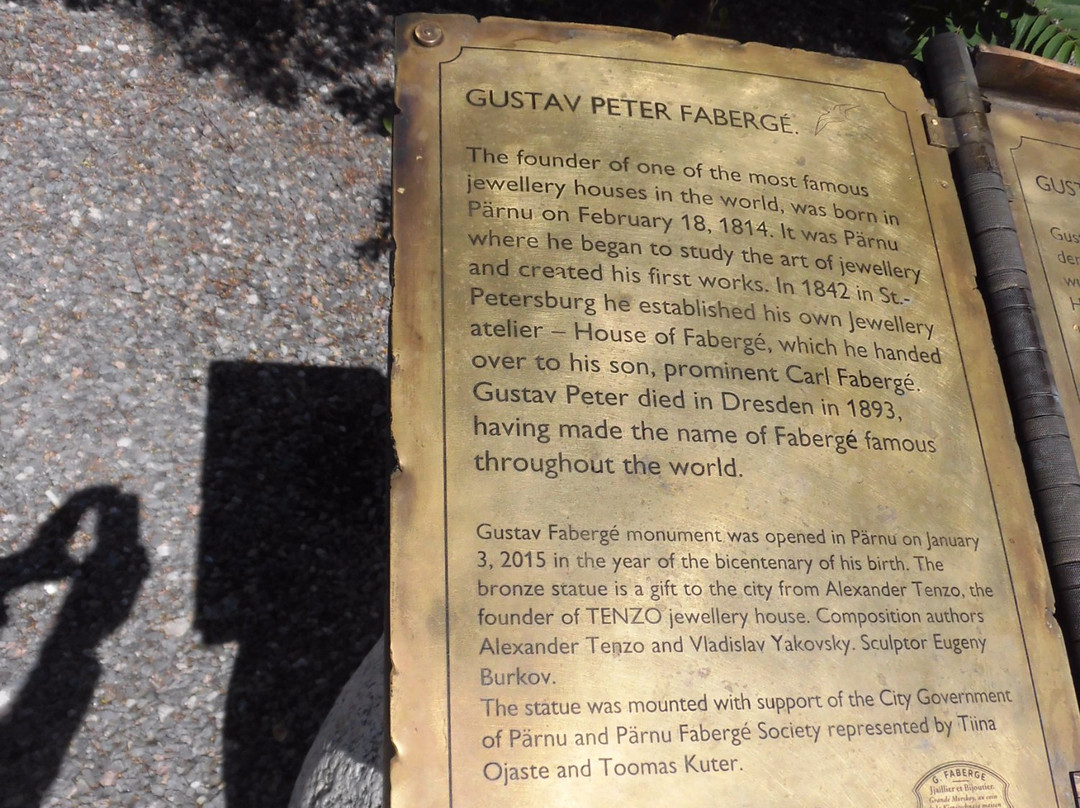 GUSTAV PETER FABERGÉ.
The founder of one of the most famous
jewellery houses in the world, was born in
Pärnu on February 18, 1814. It was Pärnu
where he began to study the art of jewellery
and created his first works. In 1842 in St.-
Petersburg he established his own Jewellery
atelier – House of Fabergé, which he handed
over to his son, prominent Carl Fabergé.
Gustav Peter died in Dresden in 1893,
having made the name of Fabergé famous
throughout the world.
Gustav Fabergé monument was opened in Pärnu on January
3, 2015 in the year of the bicentenary of his birth. The
bronze statue is a gift to the city from Alexander Tenzo, the
founder of TENZO jewellery house. Composition authors
Alexander Tenzo and Vladislav Yakovsky. Sculptor Eugeny
Burkov.
The statue was mounted with support of the City Government
of Pärnu and Pärnu Fabergé Society represented by Tiina
Ojaste and Toomas Kuter.
G. FABERGE
Jjaillier et Bijoutier.
Grande Morskoy,
GUS
Gus
der